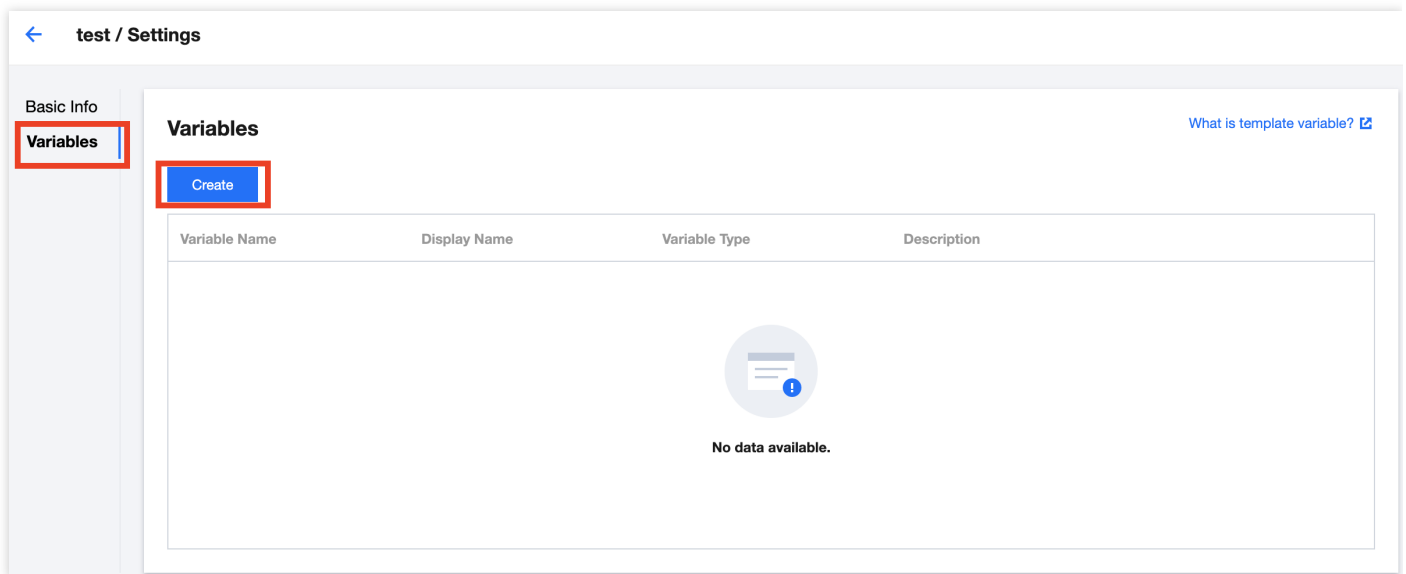 test / Settings
Basic Info
Variables
Variables
What is template variable?
Create
Variable Name Display Name Variable Type Description
No data available.